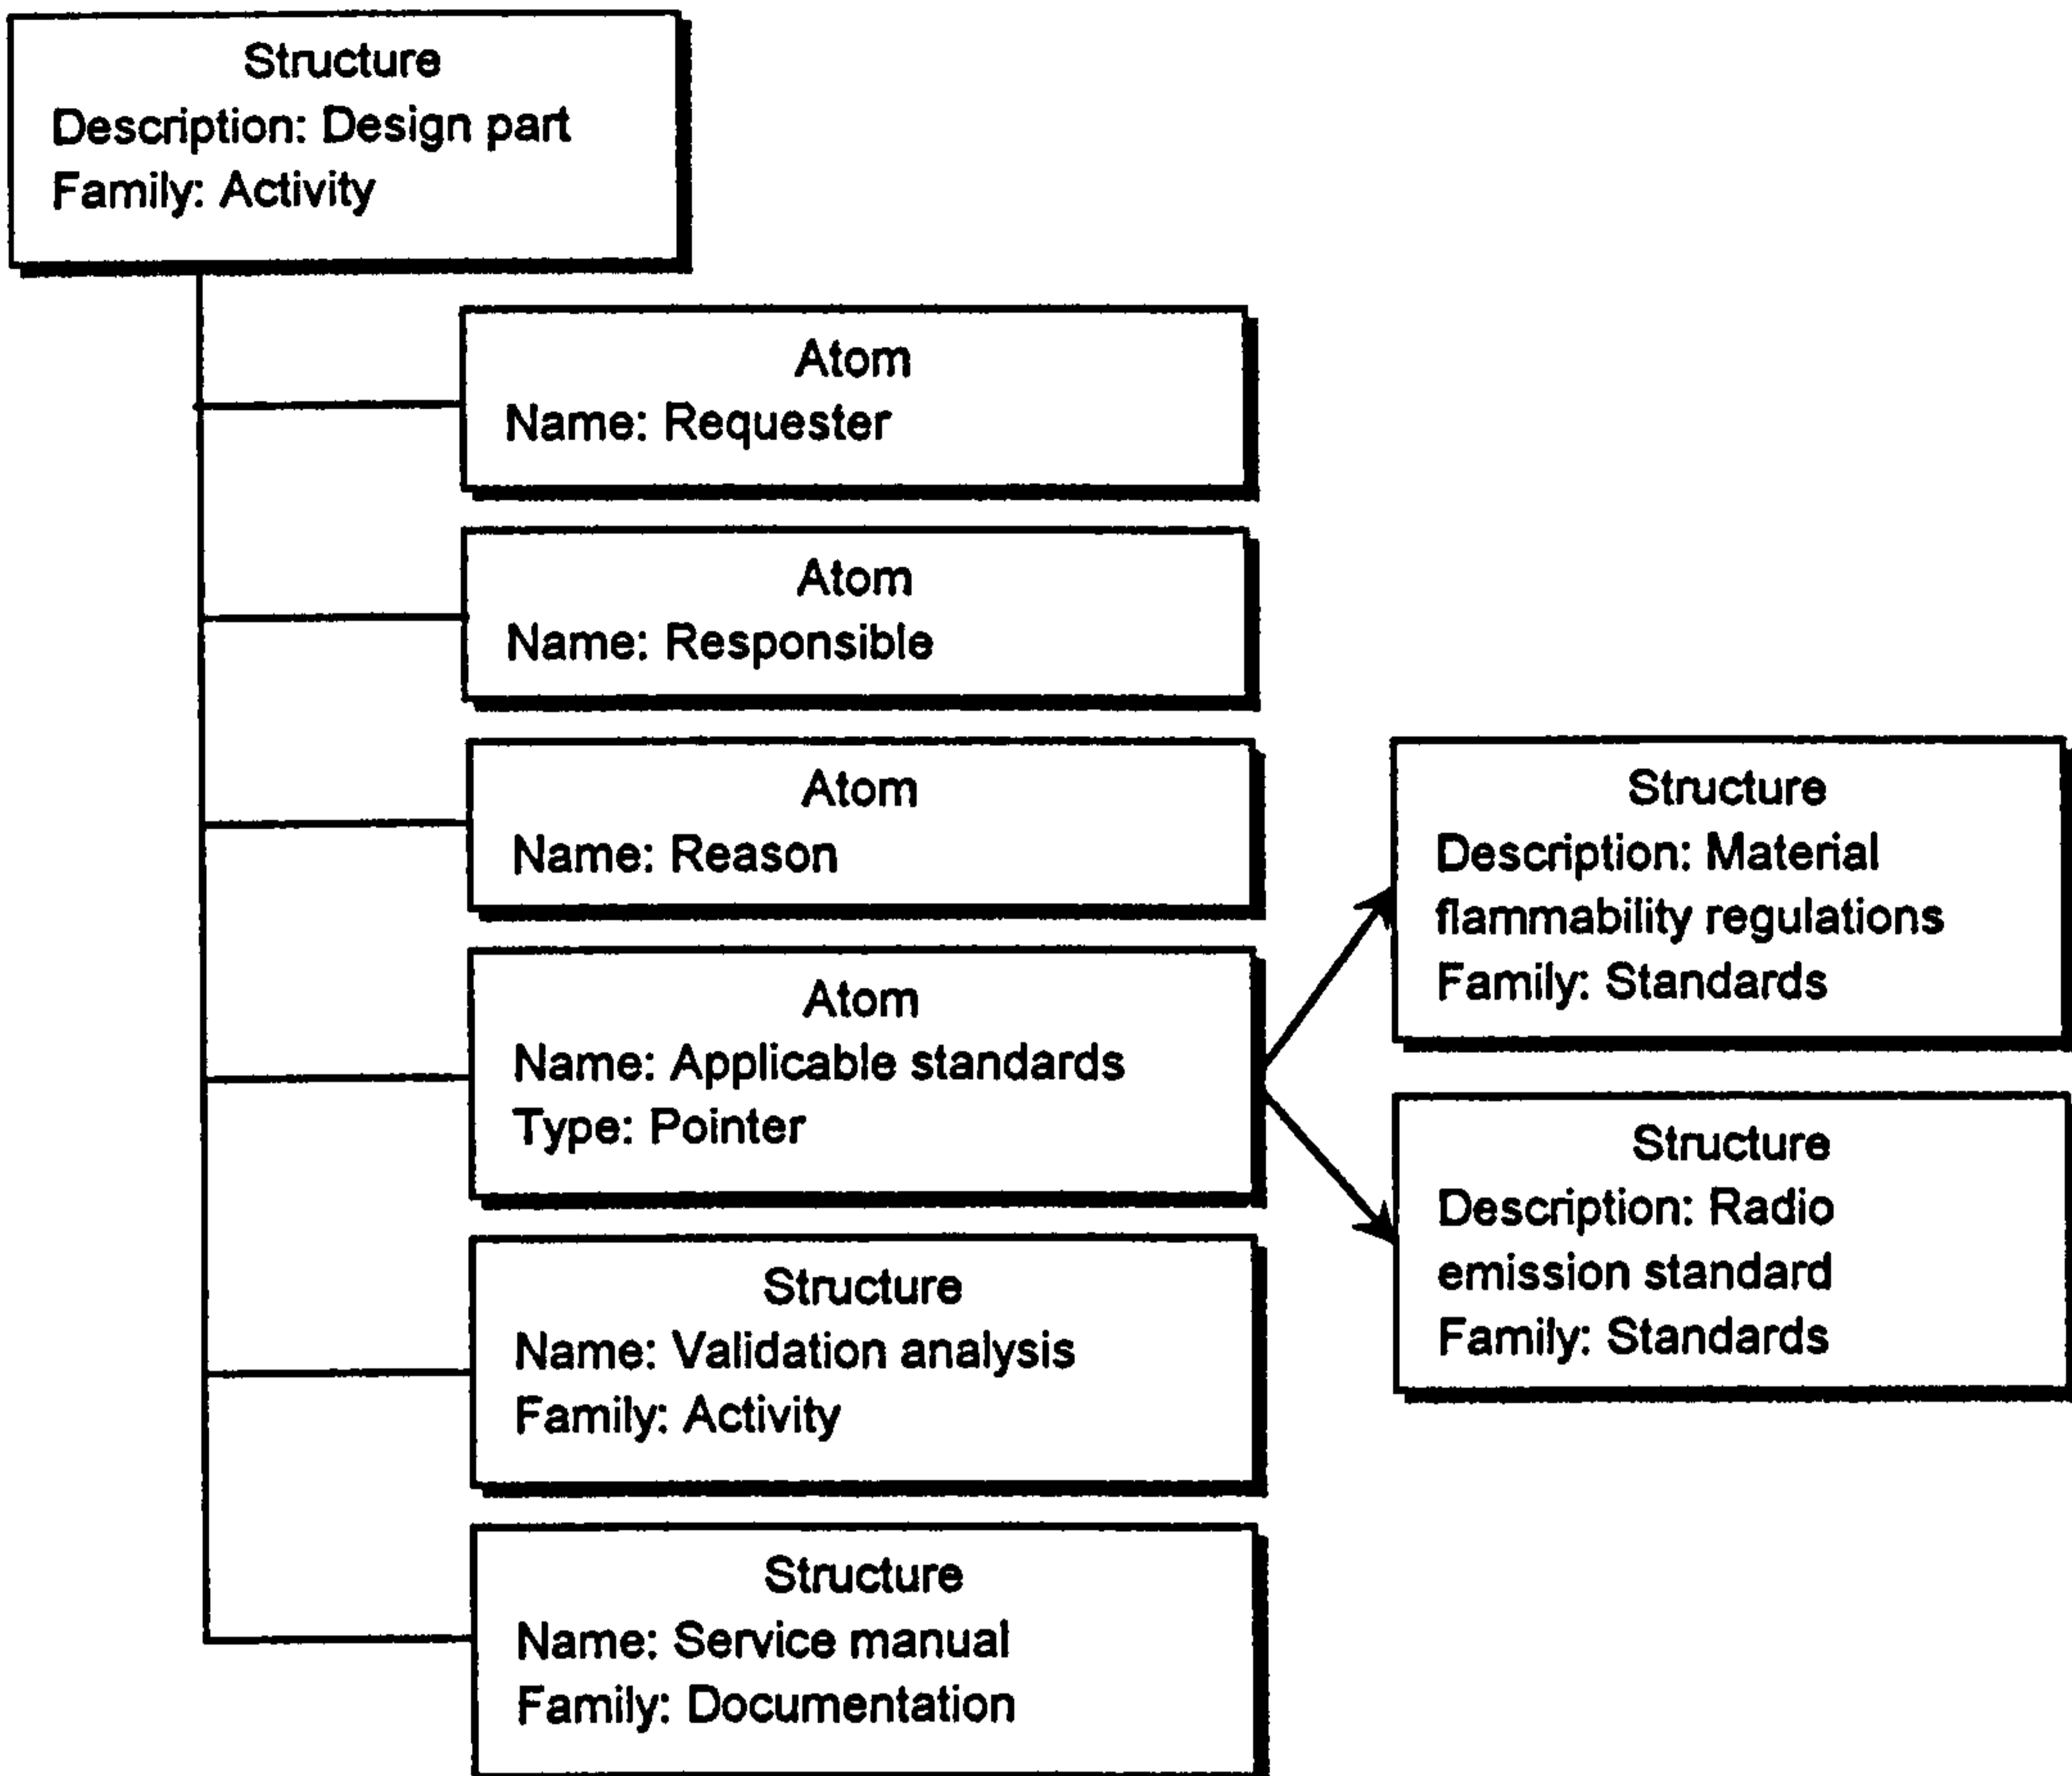 Structure
Description: Design part
Family: Activity
Atom
Name: Requester
Atom
Name: Responsible
Atom
Name: Reason
Atom
Name: Applicable standards
Type: Pointer
Structure
Description: Material
flammability regulations
Family: Standards
Structure
Description: Radio
emission standard
Family: Standards
Structure
Name: Validation analysis
Family: Activity
Structure
Name: Service manual
Family: Documentation